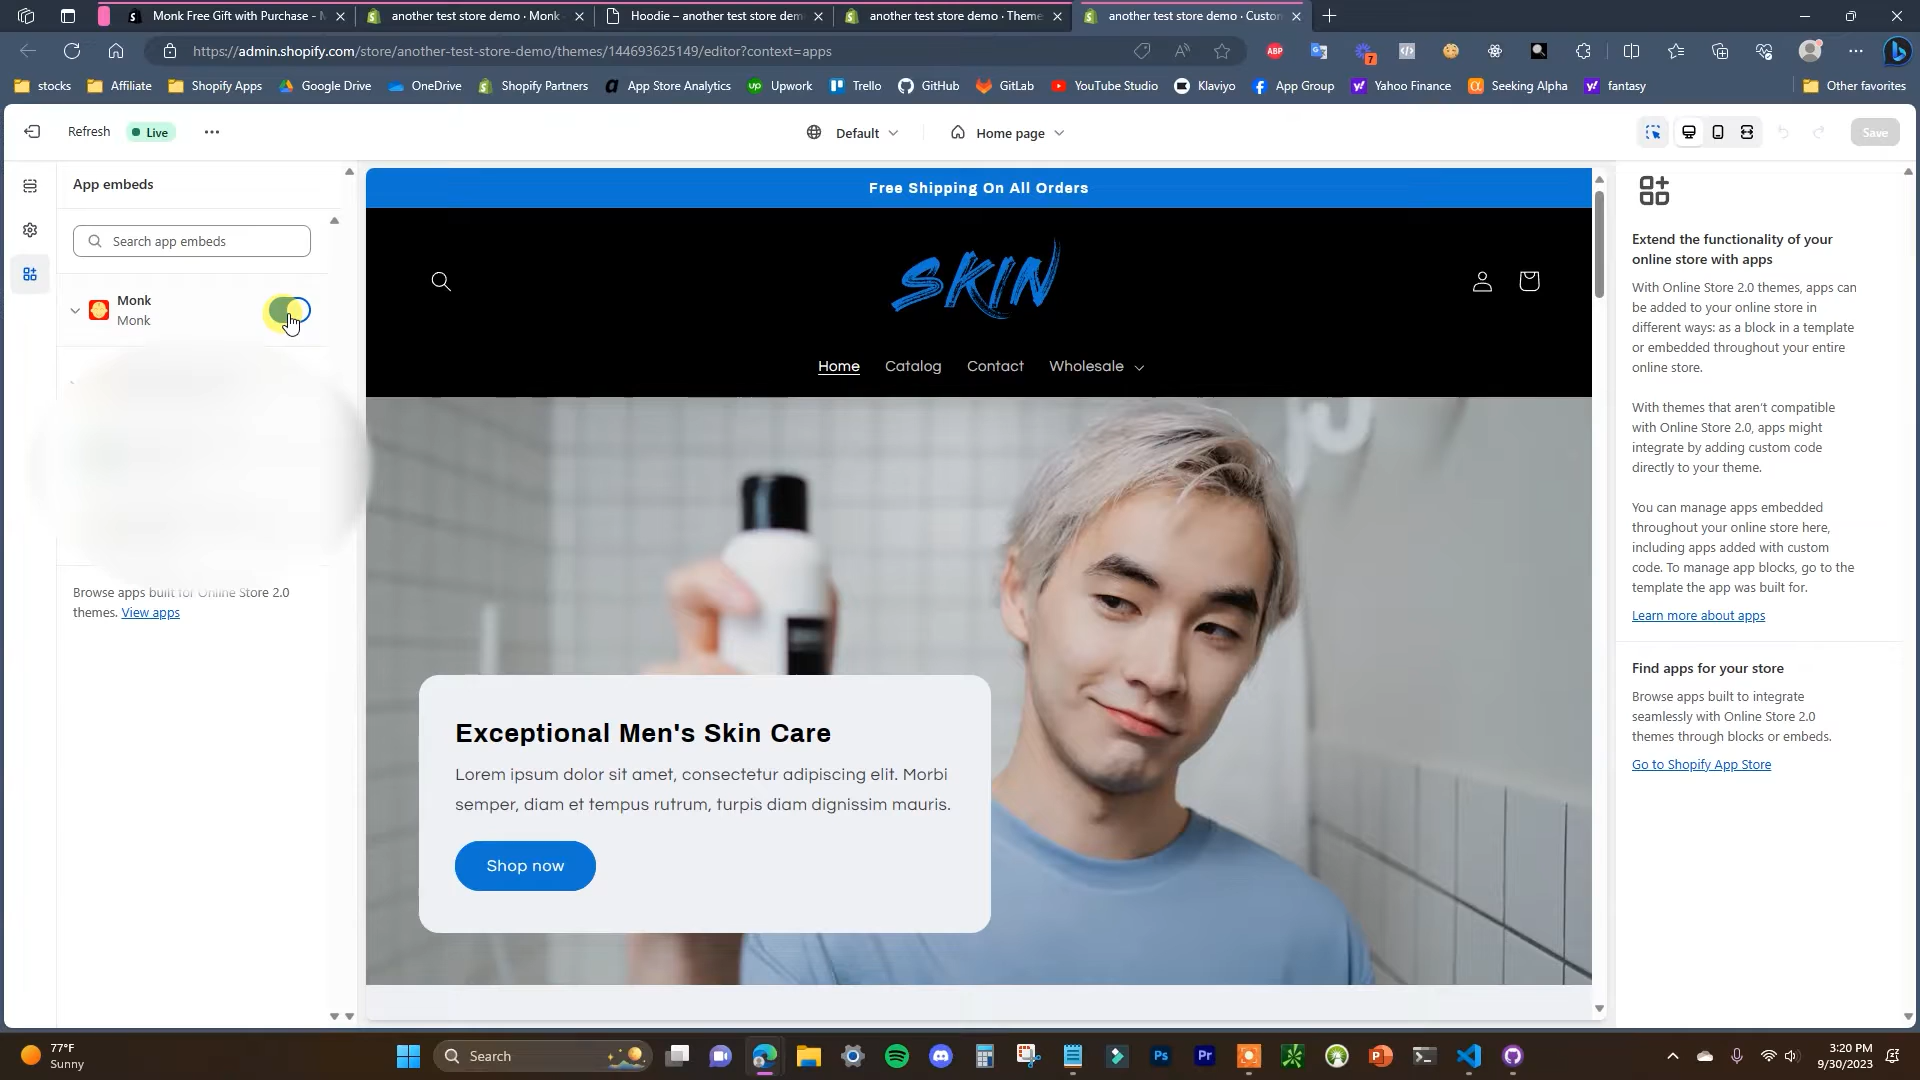 Monk Free Gift with Purchase - M
another test store demo · Monk
Hoodie – another test store dem
another test store demo · Theme
another test store demo · Custon
https://admin.shopify.com/store/another-test-store-demo/themes/144693625149/editor?context=apps
ABP
7
stocks
Affiliate
Shopify Apps
Google Drive
OneDrive
Shopify Partners
App Store Analytics
Upwork
Trello
GitHub
GitLab
YouTube Studio
Klaviyo
App Group
Yahoo Finance
Seeking Alpha
fantasy
Other favorites
Refresh
Live
Default
Home page
Save
App embeds
Search app embeds
Monk
Monk
Browse apps built for Online Store 2.0
themes. View apps
Free Shipping On All Orders
SKIN
Home
Catalog
Contact
Wholesale
Exceptional Men's Skin Care
Lorem ipsum dolor sit amet, consectetur adipiscing elit. Morbi
semper, diam et tempus rutrum, turpis diam dignissim mauris.
Shop now
Extend the functionality of your
online store with apps
With Online Store 2.0 themes, apps can
be added to your online store in
different ways: as a block in a template
or embedded throughout your entire
online store.
With themes that aren't compatible
with Online Store 2.0, apps might
integrate by adding custom code
directly to your theme.
You can manage apps embedded
throughout your online store here,
including apps added with custom
code. To manage app blocks, go to the
template the app was built for.
Learn more about apps
Find apps for your store
Browse apps built to integrate
seamlessly with Online Store 2.0
themes through blocks or embeds.
Go to Shopify App Store
77°F
Sunny
Search
Ps
Pr
3:20 PM
9/30/2023